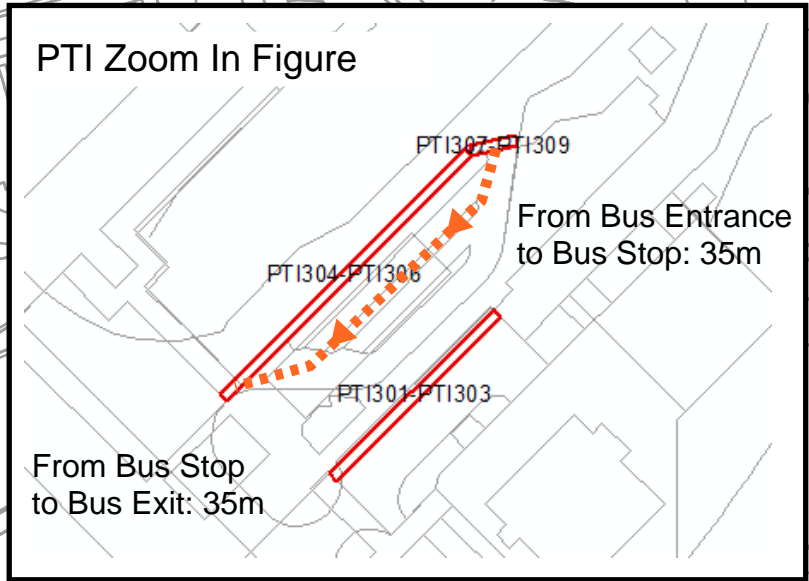 PTI Zoom In Figure
PTI307-PTI309
From Bus Entrance
to Bus Stop: 35m
PTI304-PTI306
PTI301-PTI303
From Bus Stop
to Bus Exit: 35m